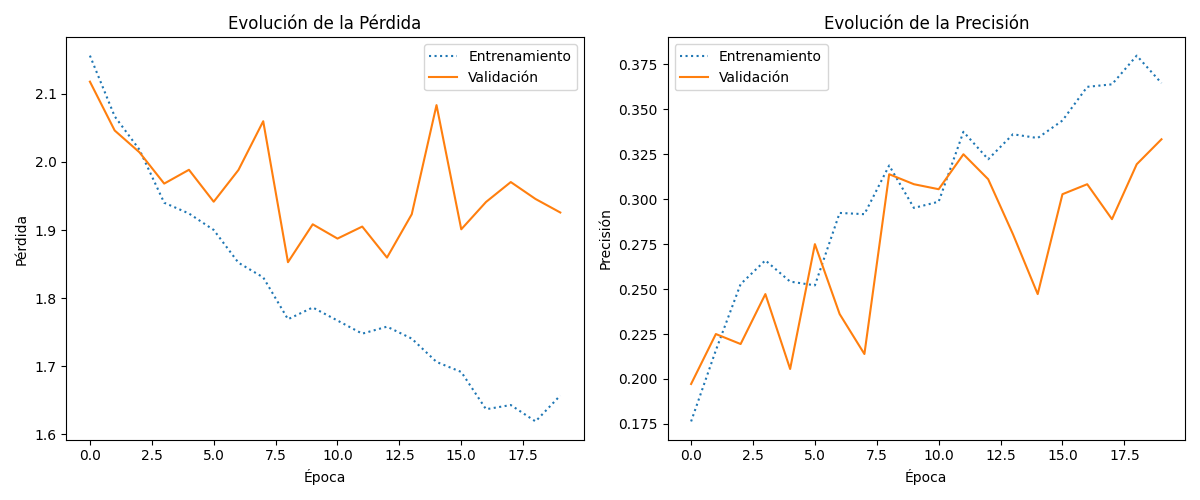 Evolución de la Pérdida
Entrenamiento
Validación
2.1
2.0
1.9
1.8
1.7
1.6
Pérdida
0.0 2.5 5.0 7.5 10.0 12.5 15.0 17.5
Época
Evolución de la Precisión
Entrenamiento
Validación
0.375
0.350
0.325
0.300
0.275
0.250
0.225
0.200
0.175
Precisión
0.0 2.5 5.0 7.5 10.0 12.5 15.0 17.5
Época